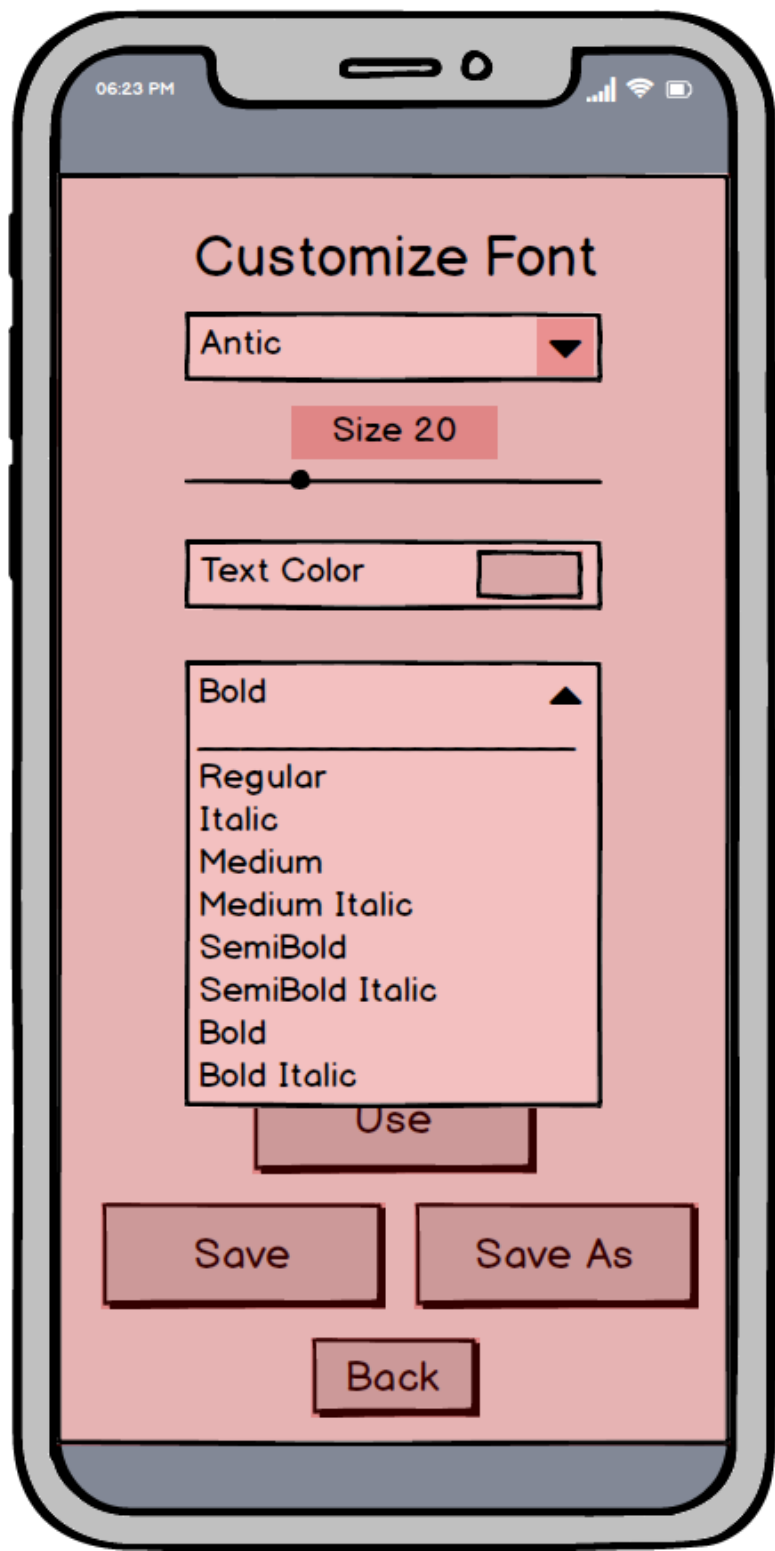 06:23 PM
Customize Font
Antic
Size 20
Text Color
Bold
Regular
Italic
Medium
Medium Italic
SemiBold
SemiBold Italic
Bold
Bold Italic
Use
Save Save As
Back